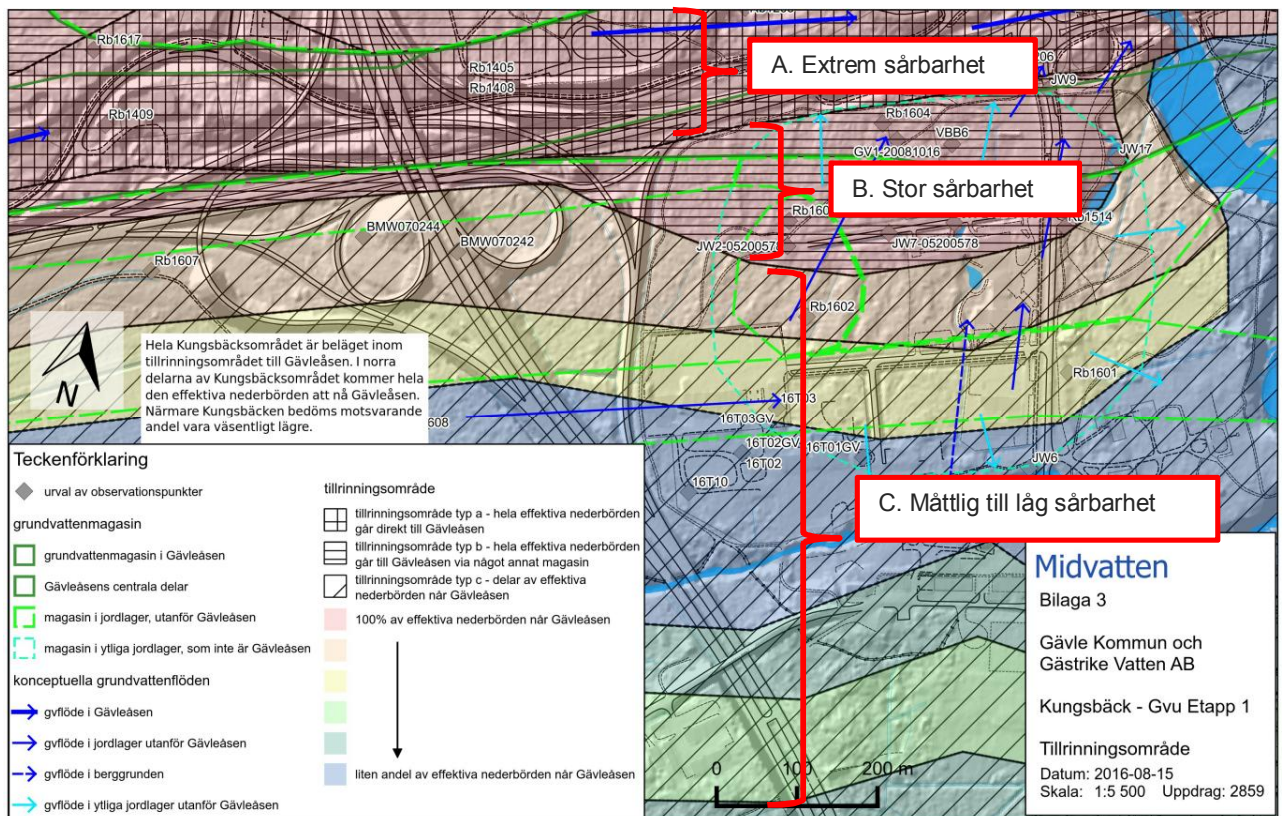 Rb1617
Rb1405
Rb1408
Rb1409
A. Extrem sårbarhet
JW9
Rb1604
VBB6
GV1-20081016
JW17
B. Stor sårbarhet
Rb1514
BMW070244
BMW070242
JW2-0520057
JW7-05200578
Rb1607
Rb1602
Hela Kungsbäcksområdet är beläget inom
tillrinningsområdet till Gävleåsen. I norra
delarna av Kungsbäcksområdet kommer hela
den effektiva nederbörden att nå Gävleåsen.
Närmare Kungsbäcken bedöms motsvarande
andel vara väsentligt lägre.
N
Rb1601
16T03
608
16T03GV
16T02GV
16T01GV
16T02
JW6
16T10
C. Måttlig till låg sårbarhet
Teckenförklaring
urval av observationspunkter
grundvattenmagasin
grundvattenmagasin i Gävleåsen
Gävleåsens centrala delar
magasin i jordlager, utanför Gävleåsen
magasin i ytliga jordlager, som inte är Gävleåsen
konceptuella grundvattenflöden
gvflöde i Gävleåsen
gvflöde i jordlager utanför Gävleåsen
gvflöde i berggrunden
gvflöde i ytliga jordlager utanför Gävleåsen
tillrinningsområde
tillrinningsområde typ a - hela effektiva nederbörden
går direkt till Gävleåsen
tillrinningsområde typ b - hela effektiva nederbörden
går till Gävleåsen via något annat magasin
tillrinningsområde typ c - delar av effektiva
nederbörden når Gävleåsen
100% av effektiva nederbörden når Gävleåsen
liten andel av effektiva nederbörden når Gävleåsen
0 100 200 m
Midvatten
Bilaga 3
Gävle Kommun och
Gästrike Vatten AB
Kungsbäck - Gvu Etapp 1
Tillrinningsområde
Datum: 2016-08-15
Skala: 1:5 500 Uppdrag: 2859